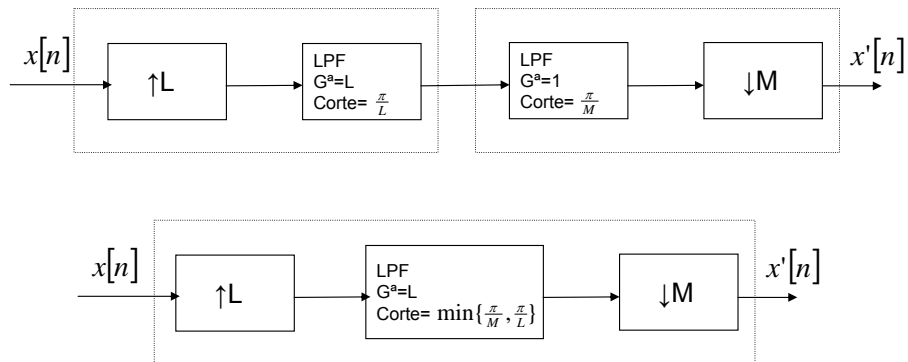 x[n]
↑L
LPF
Gª=L
Corte= π/L
LPF
Gª=1
Corte= π/M
↓M
x'[n]
x[n]
↑L
LPF
Gª=L
Corte= min{π/M, π/L}
↓M
x'[n]